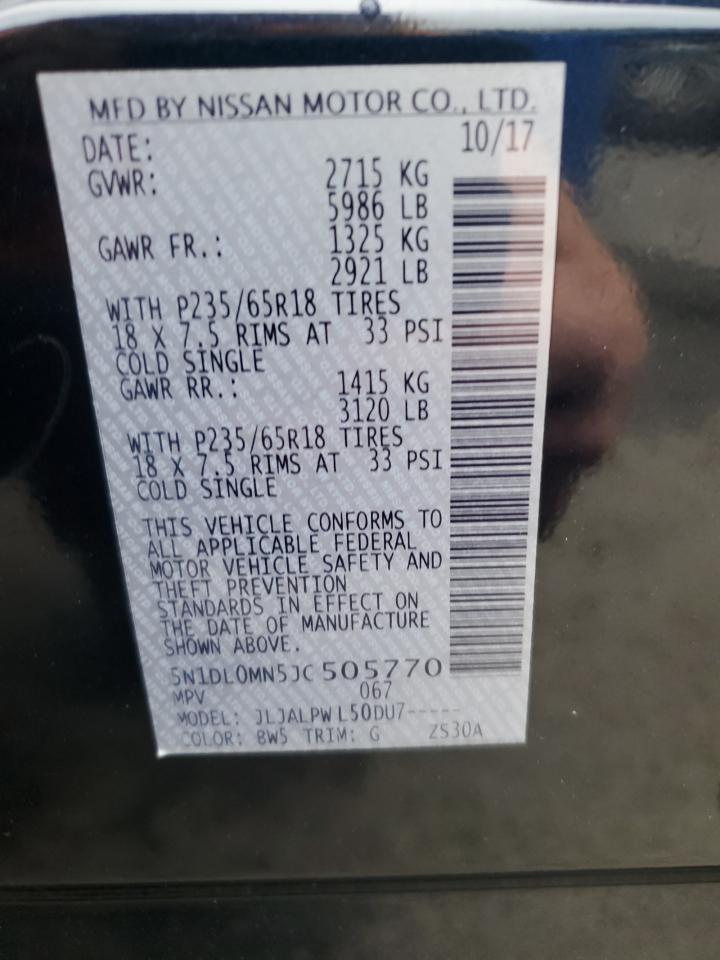 MFD BY NISSAN MOTOR CO., LTD.
DATE: 10/17
GVWR: 2715 KG
5986 LB
GAWR FR.: 1325 KG
2921 LB
WITH P235/65R18 TIRES
18 X 7.5 RIMS AT 33 PSI
COLD SINGLE
GAWR RR.: 1415 KG
3120 LB
WITH P235/65R18 TIRES
18 X 7.5 RIMS AT 33 PSI
COLD SINGLE
THIS VEHICLE CONFORMS TO
ALL APPLICABLE FEDERAL
MOTOR VEHICLE SAFETY AND
THEFT PREVENTION
STANDARDS IN EFFECT ON
THE DATE OF MANUFACTURE
SHOWN ABOVE.
5N1DL0MN5JC 505770
MPV 067
MODEL: JLJALPW L50DU7-----
COLOR: BW5 TRIM: G ZS30A